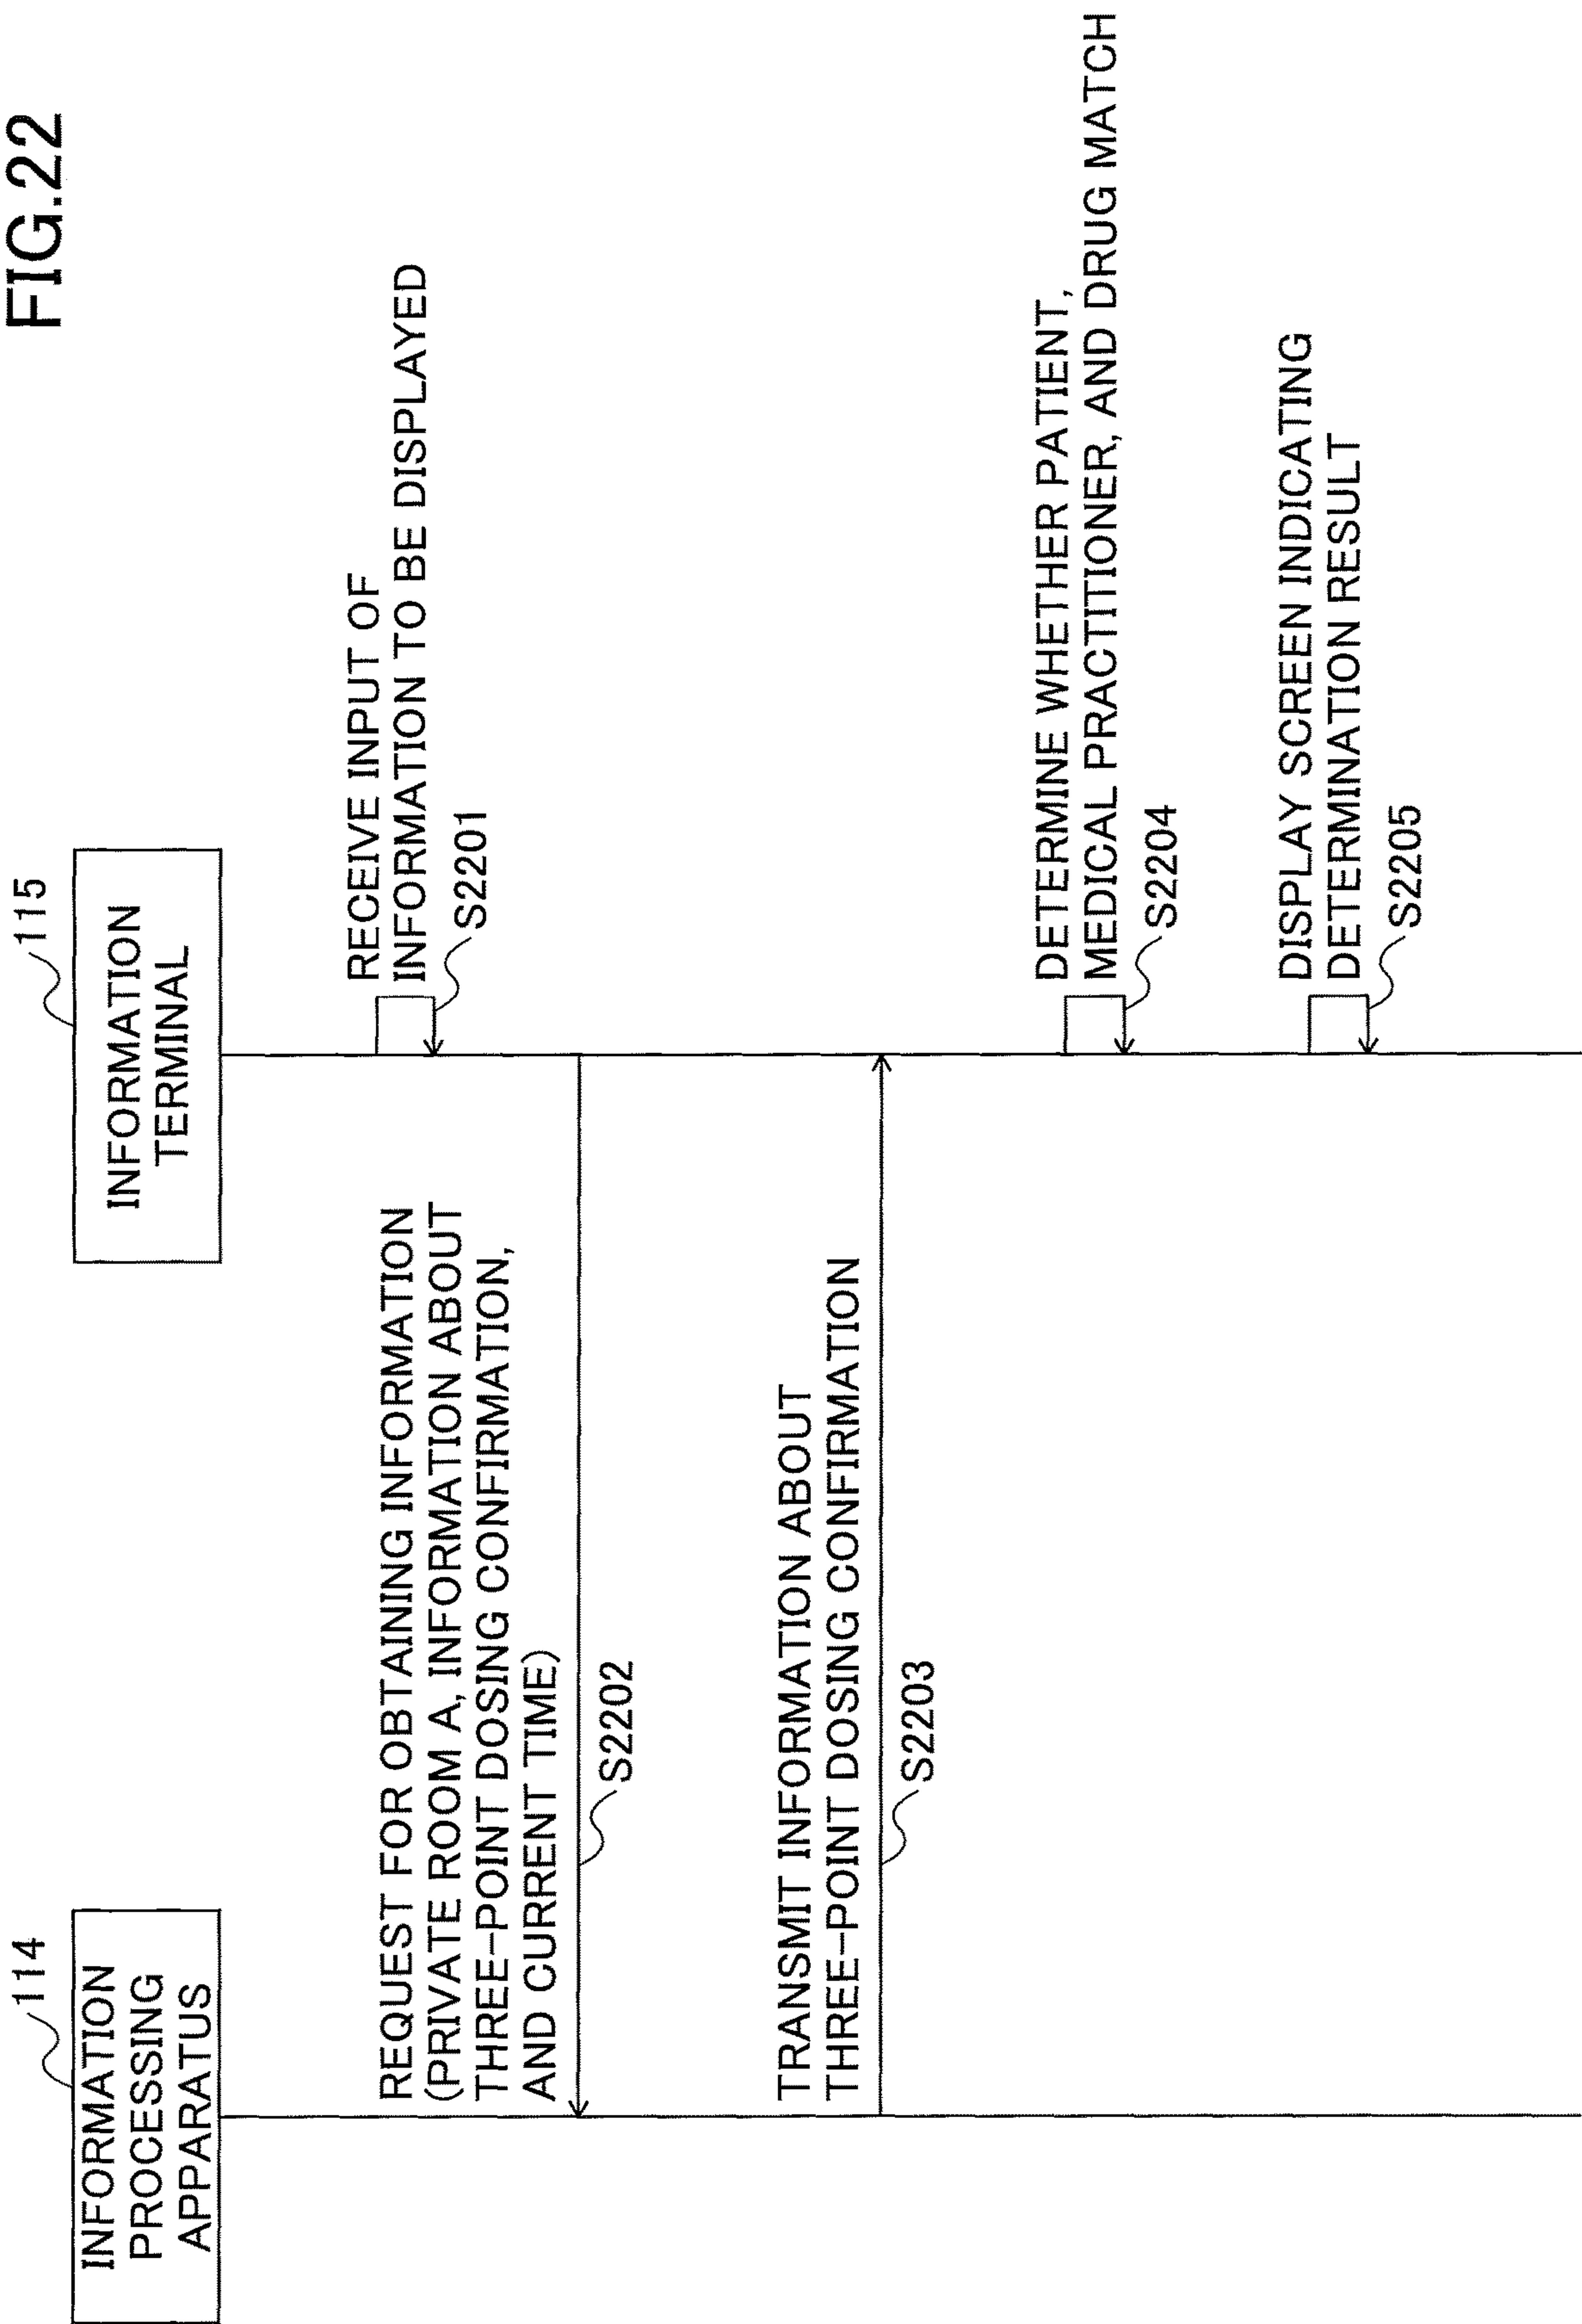 FIG.22
114
INFORMATION
PROCESSING
APPARATUS
115
INFORMATION
TERMINAL
RECEIVE INPUT OF
INFORMATION TO BE DISPLAYED
S2201
REQUEST FOR OBTAINING INFORMATION
(PRIVATE ROOM A, INFORMATION ABOUT
THREE-POINT DOSING CONFIRMATION,
AND CURRENT TIME)
S2202
TRANSMIT INFORMATION ABOUT
THREE-POINT DOSING CONFIRMATION
S2203
DETERMINE WHETHER PATIENT,
MEDICAL PRACTITIONER, AND DRUG MATCH
S2204
DISPLAY SCREEN INDICATING
DETERMINATION RESULT
S2205